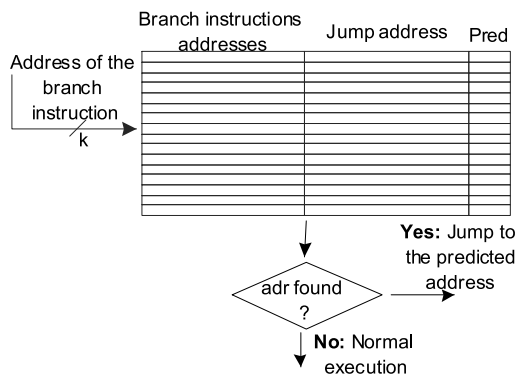 Branch instructions
addresses
Jump address
Pred
Address of the
branch
instruction
k
Yes: Jump to
the predicted
address
adr found
?
No: Normal
execution